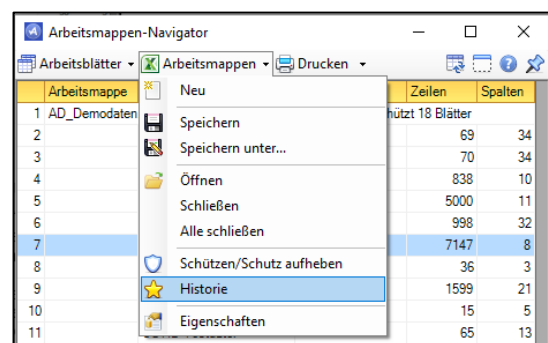 Arbeitsmappen-Navigator
Arbeitsblätter Arbeitsmappen Drucken
Arbeitsmappe Zeilen Spalten
1 AD_Demodaten hützt 18 Blätter
2 69 34
3 70 34
4 838 10
5 5000 11
6 998 32
7 7147 8
8 36 3
9 1599 21
10 15 5
11 65 13
Neu
Speichern
Speichern unter...
Öffnen
Schließen
Alle schließen
Schützen/Schutz aufheben
Historie
Eigenschaften